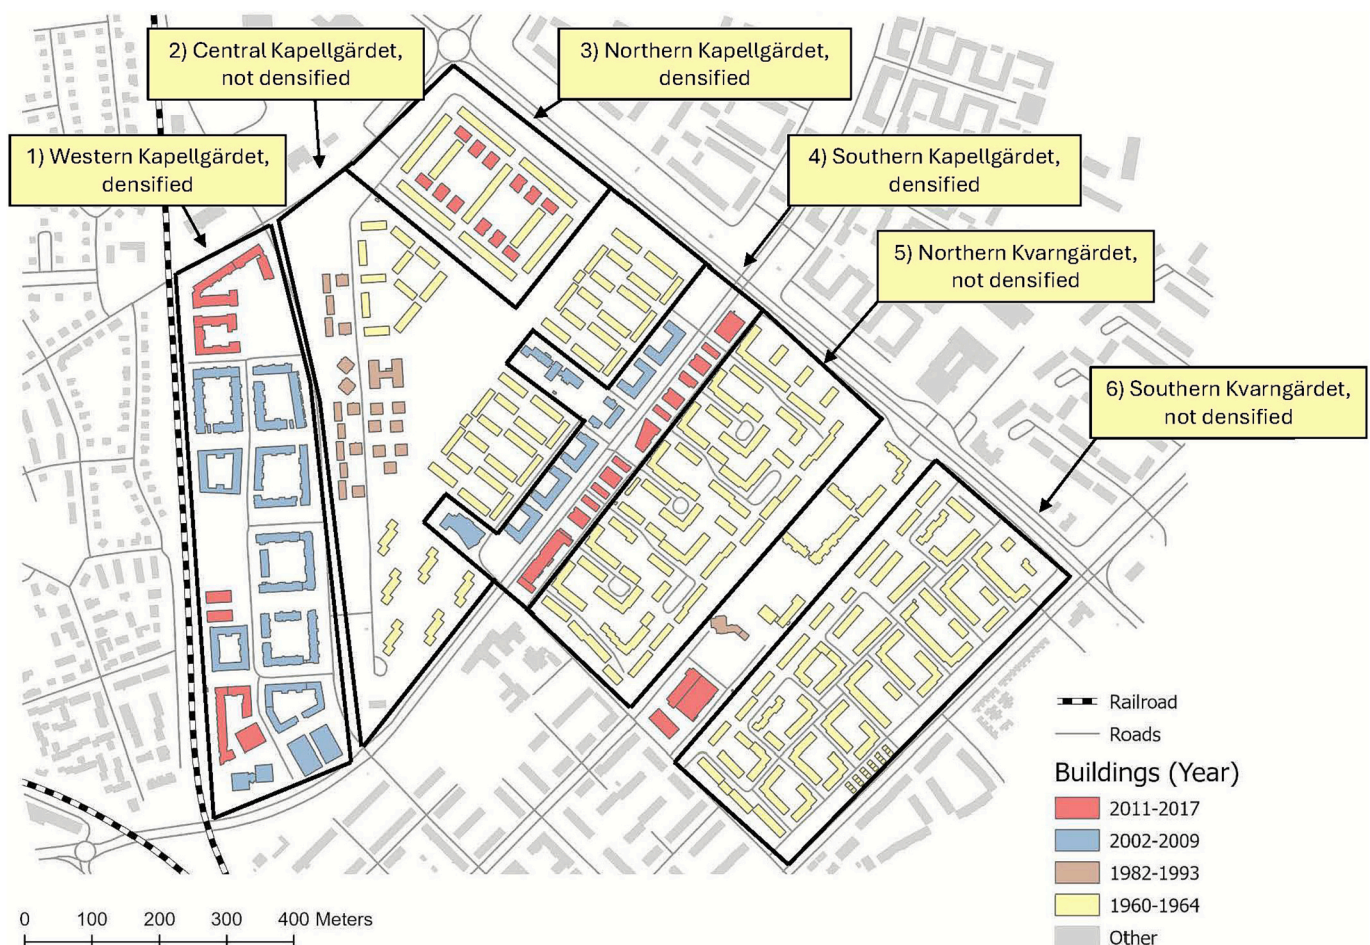 2) Central Kapellgärdet,
not densified
3) Northern Kapellgärdet,
densified
1) Western Kapellgärdet,
densified
4) Southern Kapellgärdet,
densified
5) Northern Kvarngärdet,
not densified
6) Southern Kvarngärdet,
not densified
Railroad
Roads
Buildings (Year)
2011-2017
2002-2009
1982-1993
1960-1964
Other
0 100 200 300 400 Meters